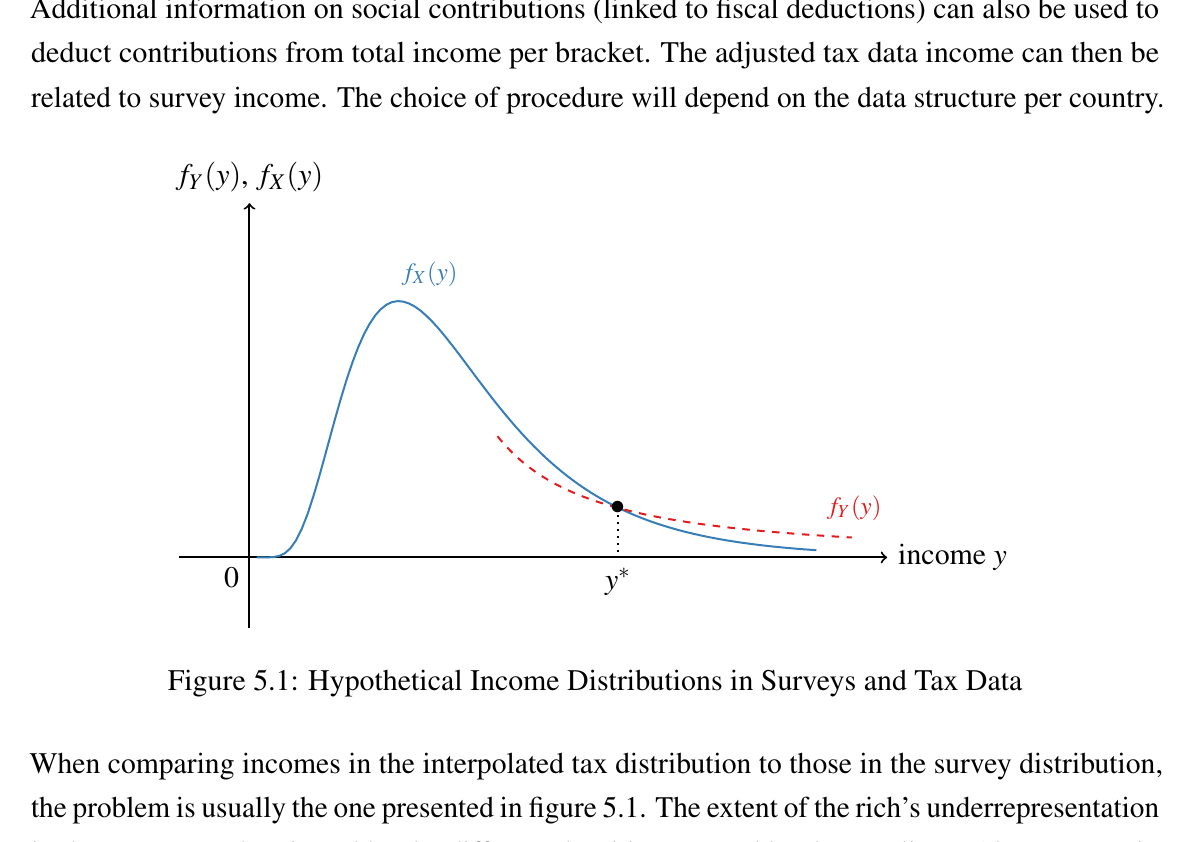 Additional information on social contributions (linked to fiscal deductions) can also be used to
deduct contributions from total income per bracket. The adjusted tax data income can then be
related to survey income. The choice of procedure will depend on the data structure per country.
f_Y(y), f_X(y)
f_X(y)
f_Y(y)
income y
0
y*
Figure 5.1: Hypothetical Income Distributions in Surveys and Tax Data
When comparing incomes in the interpolated tax distribution to those in the survey distribution,
the problem is usually the one presented in figure 5.1. The extent of the rich's underrepresentation